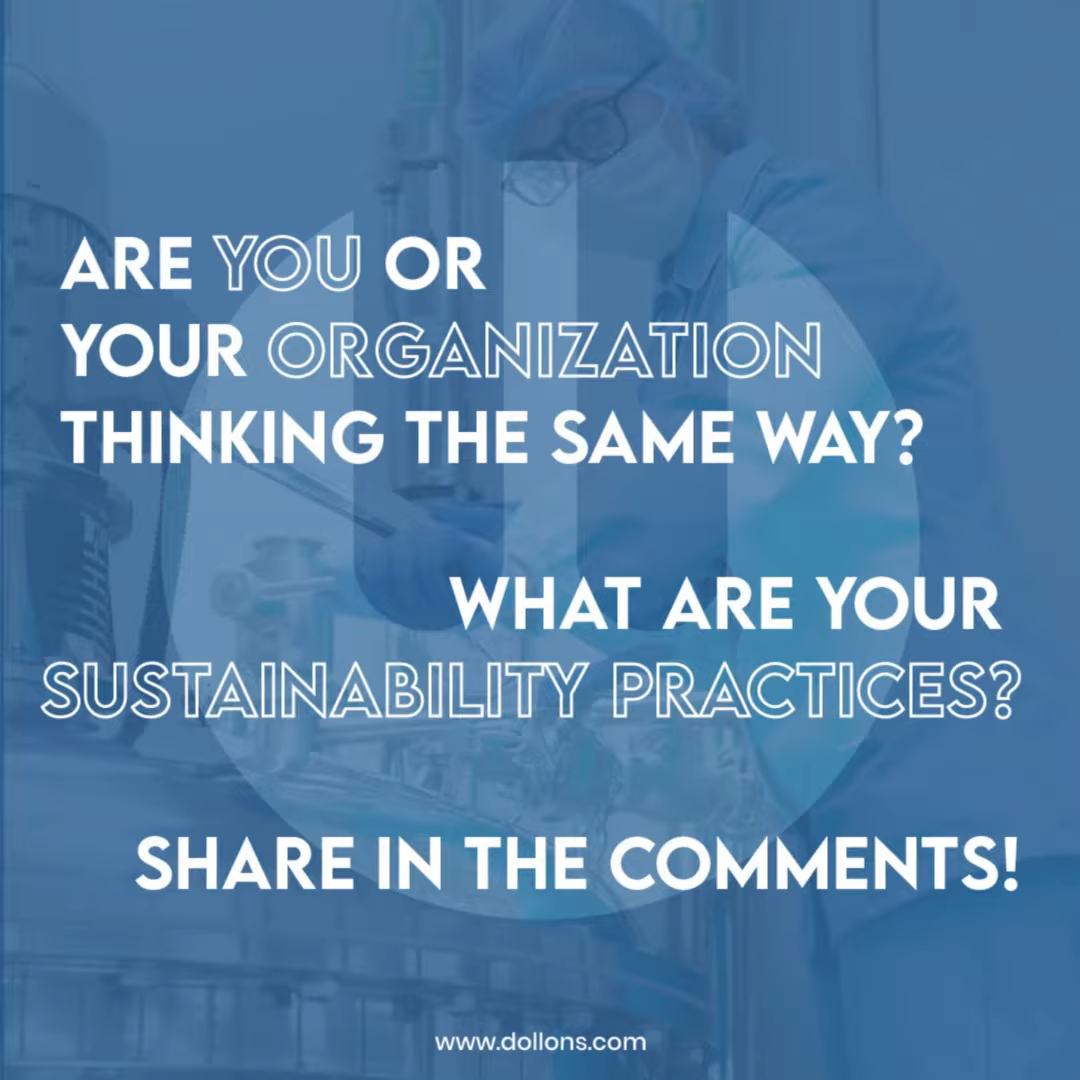 ARE YOU OR
YOUR ORGANIZATION
THINKING THE SAME WAY?
WHAT ARE YOUR
SUSTAINABILITY PRACTICES?
SHARE IN THE COMMENTS!
www.dollons.com